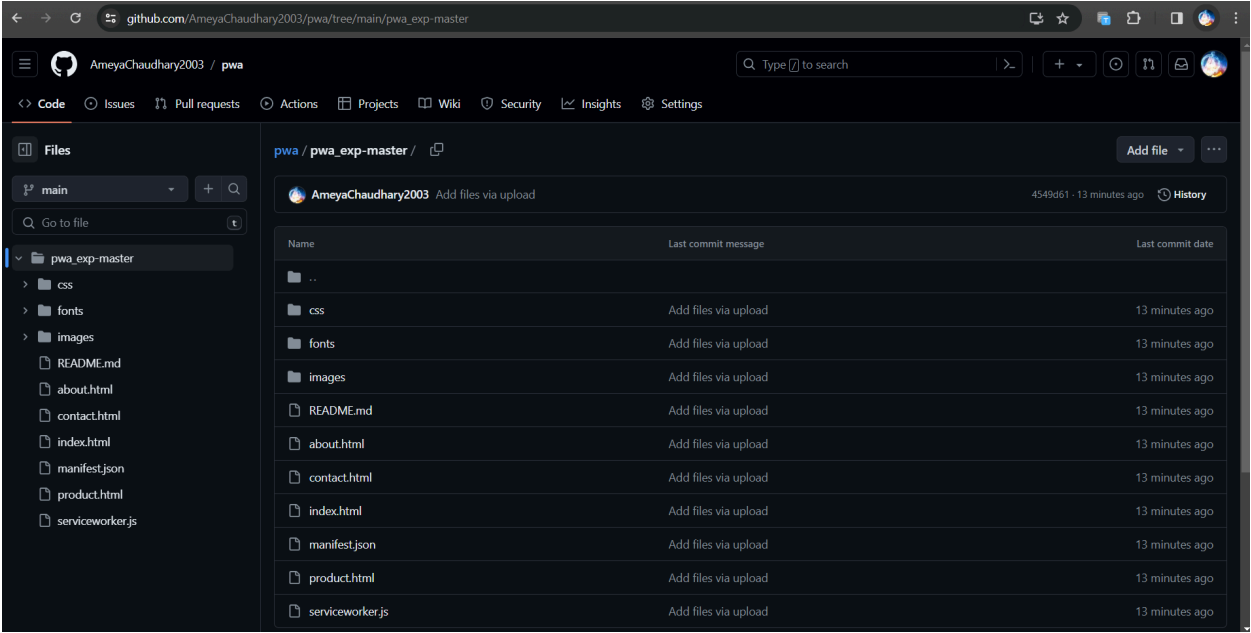 github.com/AmeyaChaudhary2003/pwa/tree/main/pwa_exp-master
AmeyaChaudhary2003 / pwa
Type / to search
Code Issues Pull requests Actions Projects Wiki Security Insights Settings
Files
main
Go to file t
pwa_exp-master
css
fonts
images
README.md
about.html
contact.html
index.html
manifest.json
product.html
serviceworker.js
pwa / pwa_exp-master /
Add file
AmeyaChaudhary2003 Add files via upload 4549d61 · 13 minutes ago History
Name Last commit message Last commit date
..
css Add files via upload 13 minutes ago
fonts Add files via upload 13 minutes ago
images Add files via upload 13 minutes ago
README.md Add files via upload 13 minutes ago
about.html Add files via upload 13 minutes ago
contact.html Add files via upload 13 minutes ago
index.html Add files via upload 13 minutes ago
manifest.json Add files via upload 13 minutes ago
product.html Add files via upload 13 minutes ago
serviceworker.js Add files via upload 13 minutes ago